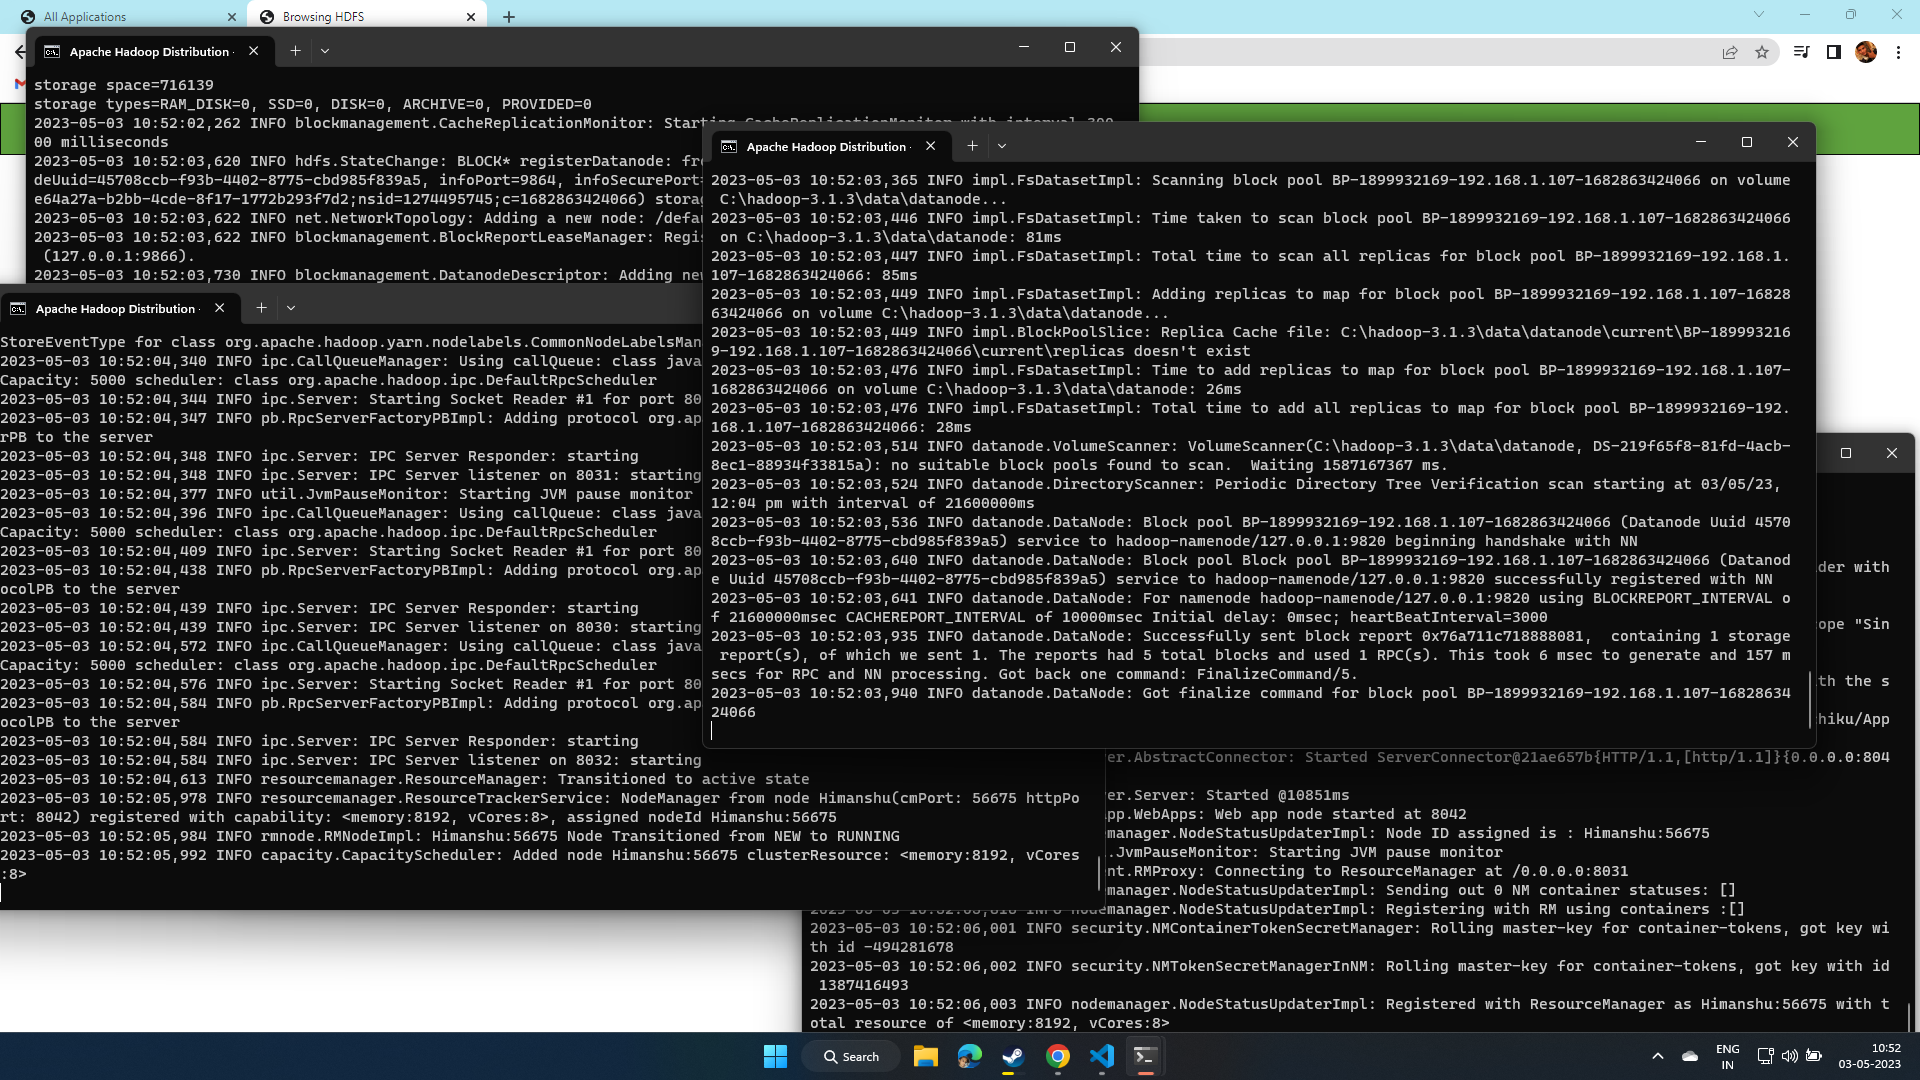 All Applications
Browsing HDFS
Apache Hadoop Distribution
storage space=716139
storage types=RAM_DISK=0, SSD=0, DISK=0, ARCHIVE=0, PROVIDED=0
2023-05-03 10:52:02,262 INFO blockmanagement.CacheReplicationMonitor: Starting CacheReplicationMonitor with interval 300
00 milliseconds
2023-05-03 10:52:03,620 INFO hdfs.StateChange: BLOCK* registerDatanode: fr
deUuid=45708ccb-f93b-4402-8775-cbd985f839a5, infoPort=9864, infoSecurePort=
e64a27a-b2bb-4cde-8f17-1772b293f7d2;nsid=1274495745;c=1682863424066) storag
2023-05-03 10:52:03,622 INFO net.NetworkTopology: Adding a new node: /defa
2023-05-03 10:52:03,622 INFO blockmanagement.BlockReportLeaseManager: Regi
(127.0.0.1:9866).
2023-05-03 10:52:03,730 INFO blockmanagement.DatanodeDescriptor: Adding new
Apache Hadoop Distribution
2023-05-03 10:52:03,365 INFO impl.FsDatasetImpl: Scanning block pool BP-1899932169-192.168.1.107-1682863424066 on volume
C:\hadoop-3.1.3\data\datanode...
2023-05-03 10:52:03,446 INFO impl.FsDatasetImpl: Time taken to scan block pool BP-1899932169-192.168.1.107-1682863424066
on C:\hadoop-3.1.3\data\datanode: 81ms
2023-05-03 10:52:03,447 INFO impl.FsDatasetImpl: Total time to scan all replicas for block pool BP-1899932169-192.168.1.
107-1682863424066: 85ms
2023-05-03 10:52:03,449 INFO impl.FsDatasetImpl: Adding replicas to map for block pool BP-1899932169-192.168.1.107-16828
63424066 on volume C:\hadoop-3.1.3\data\datanode...
2023-05-03 10:52:03,449 INFO impl.BlockPoolSlice: Replica Cache file: C:\hadoop-3.1.3\data\datanode\current\BP-189993216
9-192.168.1.107-1682863424066\current\replicas doesn't exist
2023-05-03 10:52:03,476 INFO impl.FsDatasetImpl: Time to add replicas to map for block pool BP-1899932169-192.168.1.107-
1682863424066 on volume C:\hadoop-3.1.3\data\datanode: 26ms
2023-05-03 10:52:03,476 INFO impl.FsDatasetImpl: Total time to add all replicas to map for block pool BP-1899932169-192.
168.1.107-1682863424066: 28ms
2023-05-03 10:52:03,514 INFO datanode.VolumeScanner: VolumeScanner(C:\hadoop-3.1.3\data\datanode, DS-219f65f8-81fd-4acb-
8ec1-88934f33815a): no suitable block pools found to scan.  Waiting 1587167367 ms.
2023-05-03 10:52:03,524 INFO datanode.DirectoryScanner: Periodic Directory Tree Verification scan starting at 03/05/23,
12:04 pm with interval of 21600000ms
2023-05-03 10:52:03,536 INFO datanode.DataNode: Block pool BP-1899932169-192.168.1.107-1682863424066 (Datanode Uuid 4570
8ccb-f93b-4402-8775-cbd985f839a5) service to hadoop-namenode/127.0.0.1:9820 beginning handshake with NN
2023-05-03 10:52:03,640 INFO datanode.DataNode: Block pool Block pool BP-1899932169-192.168.1.107-1682863424066 (Datanod
e Uuid 45708ccb-f93b-4402-8775-cbd985f839a5) service to hadoop-namenode/127.0.0.1:9820 successfully registered with NN
2023-05-03 10:52:03,641 INFO datanode.DataNode: For namenode hadoop-namenode/127.0.0.1:9820 using BLOCKREPORT_INTERVAL o
f 21600000msec CACHEREPORT_INTERVAL of 10000msec Initial delay: 0msec; heartBeatInterval=3000
2023-05-03 10:52:03,935 INFO datanode.DataNode: Successfully sent block report 0x76a711c718888081,  containing 1 storage
report(s), of which we sent 1. The reports had 5 total blocks and used 1 RPC(s). This took 6 msec to generate and 157 m
secs for RPC and NN processing. Got back one command: FinalizeCommand/5.
2023-05-03 10:52:03,940 INFO datanode.DataNode: Got finalize command for block pool BP-1899932169-192.168.1.107-16828634
24066
Apache Hadoop Distribution
StoreEventType for class org.apache.hadoop.yarn.nodelabels.CommonNodeLabelsMan
2023-05-03 10:52:04,340 INFO ipc.CallQueueManager: Using callQueue: class java
Capacity: 5000 scheduler: class org.apache.hadoop.ipc.DefaultRpcScheduler
2023-05-03 10:52:04,344 INFO ipc.Server: Starting Socket Reader #1 for port 80
2023-05-03 10:52:04,347 INFO pb.RpcServerFactoryPBImpl: Adding protocol org.ap
rPB to the server
2023-05-03 10:52:04,348 INFO ipc.Server: IPC Server Responder: starting
2023-05-03 10:52:04,348 INFO ipc.Server: IPC Server listener on 8031: starting
2023-05-03 10:52:04,377 INFO util.JvmPauseMonitor: Starting JVM pause monitor
2023-05-03 10:52:04,396 INFO ipc.CallQueueManager: Using callQueue: class java
Capacity: 5000 scheduler: class org.apache.hadoop.ipc.DefaultRpcScheduler
2023-05-03 10:52:04,409 INFO ipc.Server: Starting Socket Reader #1 for port 80
2023-05-03 10:52:04,438 INFO pb.RpcServerFactoryPBImpl: Adding protocol org.ap
ocolPB to the server
2023-05-03 10:52:04,439 INFO ipc.Server: IPC Server Responder: starting
2023-05-03 10:52:04,439 INFO ipc.Server: IPC Server listener on 8030: starting
2023-05-03 10:52:04,572 INFO ipc.CallQueueManager: Using callQueue: class java
Capacity: 5000 scheduler: class org.apache.hadoop.ipc.DefaultRpcScheduler
2023-05-03 10:52:04,576 INFO ipc.Server: Starting Socket Reader #1 for port 80
2023-05-03 10:52:04,584 INFO pb.RpcServerFactoryPBImpl: Adding protocol org.ap
ocolPB to the server
2023-05-03 10:52:04,584 INFO ipc.Server: IPC Server Responder: starting
2023-05-03 10:52:04,584 INFO ipc.Server: IPC Server listener on 8032: starting
2023-05-03 10:52:04,613 INFO resourcemanager.ResourceManager: Transitioned to active state
2023-05-03 10:52:05,978 INFO resourcemanager.ResourceTrackerService: NodeManager from node Himanshu(cmPort: 56675 httpPo
rt: 8042) registered with capability: <memory:8192, vCores:8>, assigned nodeId Himanshu:56675
2023-05-03 10:52:05,984 INFO rmnode.RMNodeImpl: Himanshu:56675 Node Transitioned from NEW to RUNNING
2023-05-03 10:52:05,992 INFO capacity.CapacityScheduler: Added node Himanshu:56675 clusterResource: <memory:8192, vCores
:8>
der with
ope "Sin
th the s
hiku/App
er.AbstractConnector: Started ServerConnector@21ae657b{HTTP/1.1,[http/1.1]}{0.0.0.0:804
er.Server: Started @10851ms
pp.WebApps: Web app node started at 8042
manager.NodeStatusUpdaterImpl: Node ID assigned is : Himanshu:56675
.JvmPauseMonitor: Starting JVM pause monitor
nt.RMProxy: Connecting to ResourceManager at /0.0.0.0:8031
manager.NodeStatusUpdaterImpl: Sending out 0 NM container statuses: []
manager.NodeStatusUpdaterImpl: Registering with RM using containers :[]
2023-05-03 10:52:06,001 INFO security.NMContainerTokenSecretManager: Rolling master-key for container-tokens, got key wi
th id -494281678
2023-05-03 10:52:06,002 INFO security.NMTokenSecretManagerInNM: Rolling master-key for container-tokens, got key with id
1387416493
2023-05-03 10:52:06,003 INFO nodemanager.NodeStatusUpdaterImpl: Registered with ResourceManager as Himanshu:56675 with t
otal resource of <memory:8192, vCores:8>
Search
ENG
IN
10:52
03-05-2023